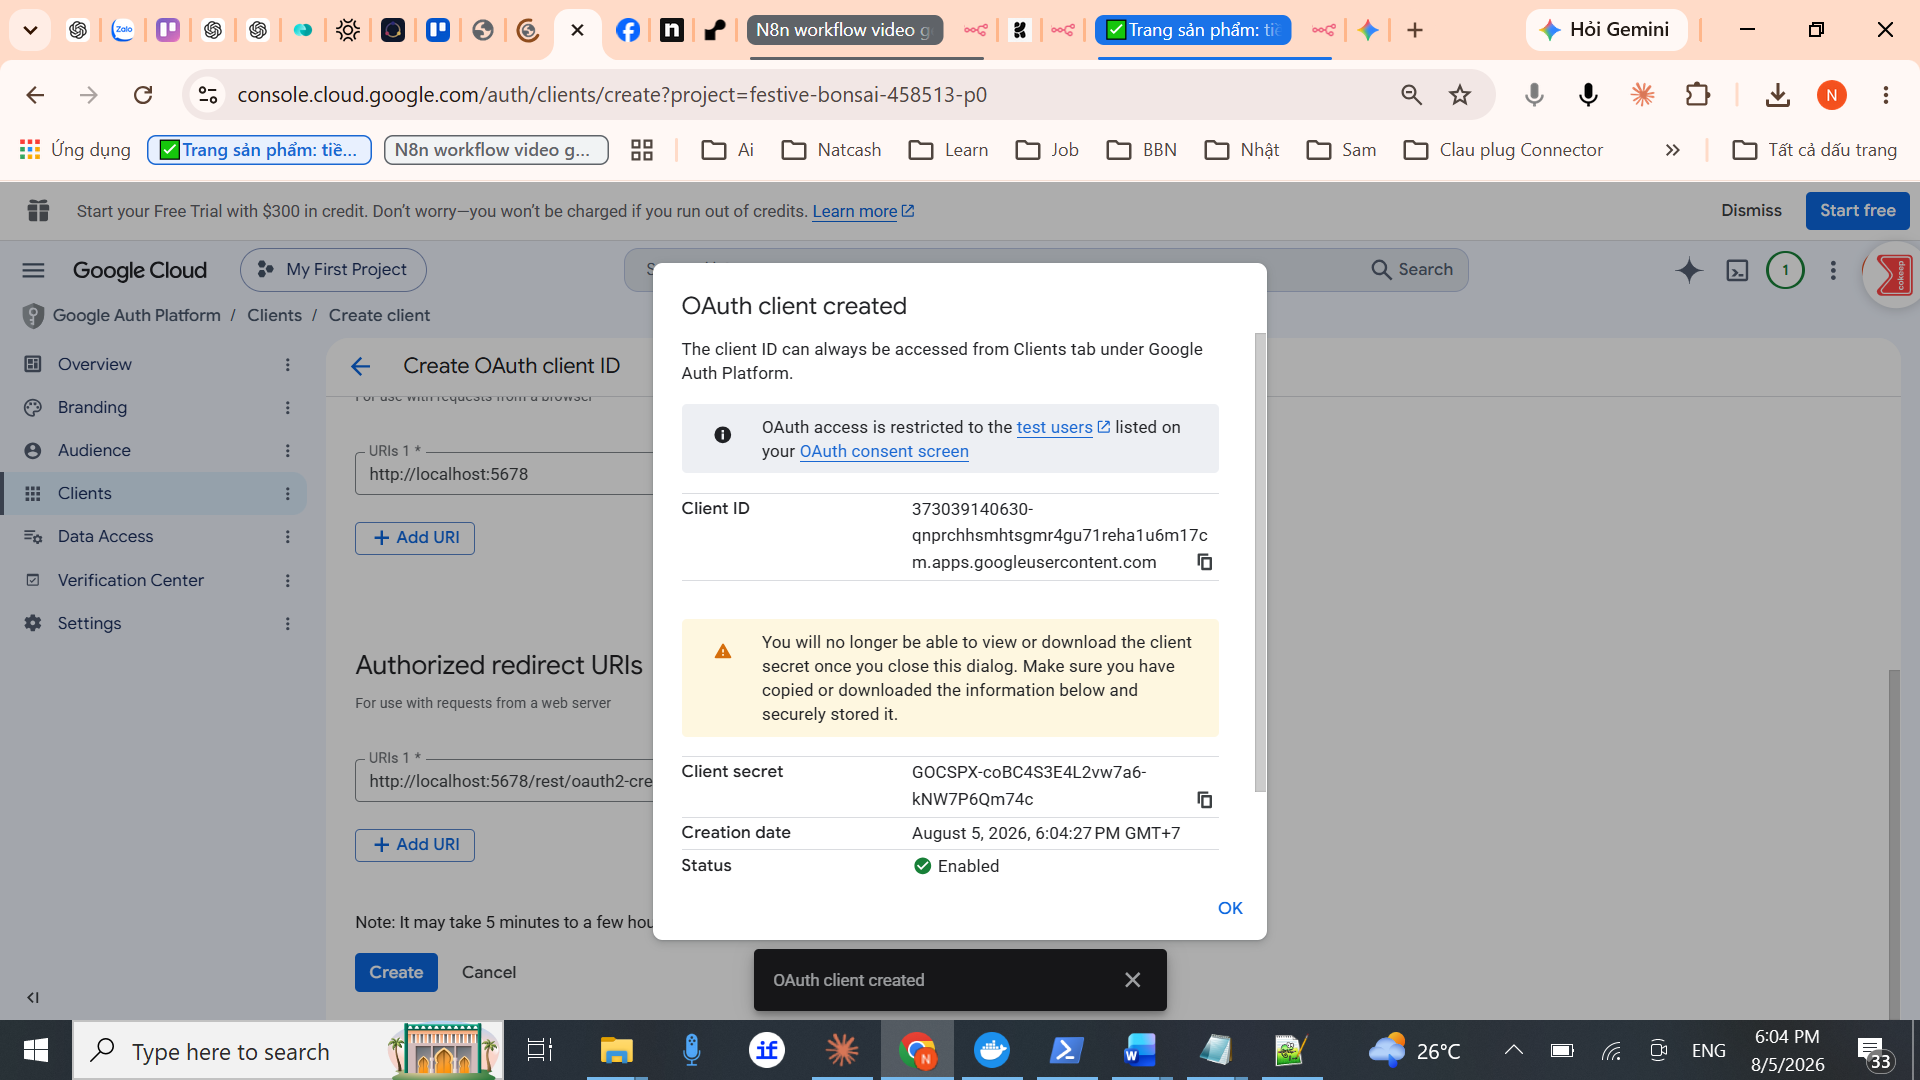 N8n workflow video g
Trang sản phẩm: tiề
Hỏi Gemini
console.cloud.google.com/auth/clients/create?project=festive-bonsai-458513-p0
N
Ứng dụng
Trang sản phẩm: tiề...
N8n workflow video g...
Ai
Natcash
Learn
Job
BBN
Nhật
Sam
Clau plug Connector
Tất cả dấu trang
Start your Free Trial with $300 in credit. Don't worry—you won't be charged if you run out of credits. Learn more
Dismiss
Start free
Google Cloud
My First Project
Search
1
Google Auth Platform / Clients / Create client
Overview
Branding
Audience
Clients
Data Access
Verification Center
Settings
Create OAuth client ID
For use with requests from a browser
URIs 1 *
http://localhost:5678
+ Add URI
Authorized redirect URIs
For use with requests from a web server
URIs 1 *
http://localhost:5678/rest/oauth2-cre
+ Add URI
Note: It may take 5 minutes to a few hou
Create
Cancel
OAuth client created
The client ID can always be accessed from Clients tab under Google
Auth Platform.
OAuth access is restricted to the test users listed on
your OAuth consent screen
Client ID
373039140630-
qnprchhsmhtsgmr4gu71reha1u6m17c
m.apps.googleusercontent.com
You will no longer be able to view or download the client
secret once you close this dialog. Make sure you have
copied or downloaded the information below and
securely stored it.
Client secret
GOCSPX-coBC4S3E4L2vw7a6-
kNW7P6Qm74c
Creation date
August 5, 2026, 6:04:27 PM GMT+7
Status
Enabled
OK
OAuth client created
Type here to search
26°C
ENG
6:04 PM
8/5/2026
33